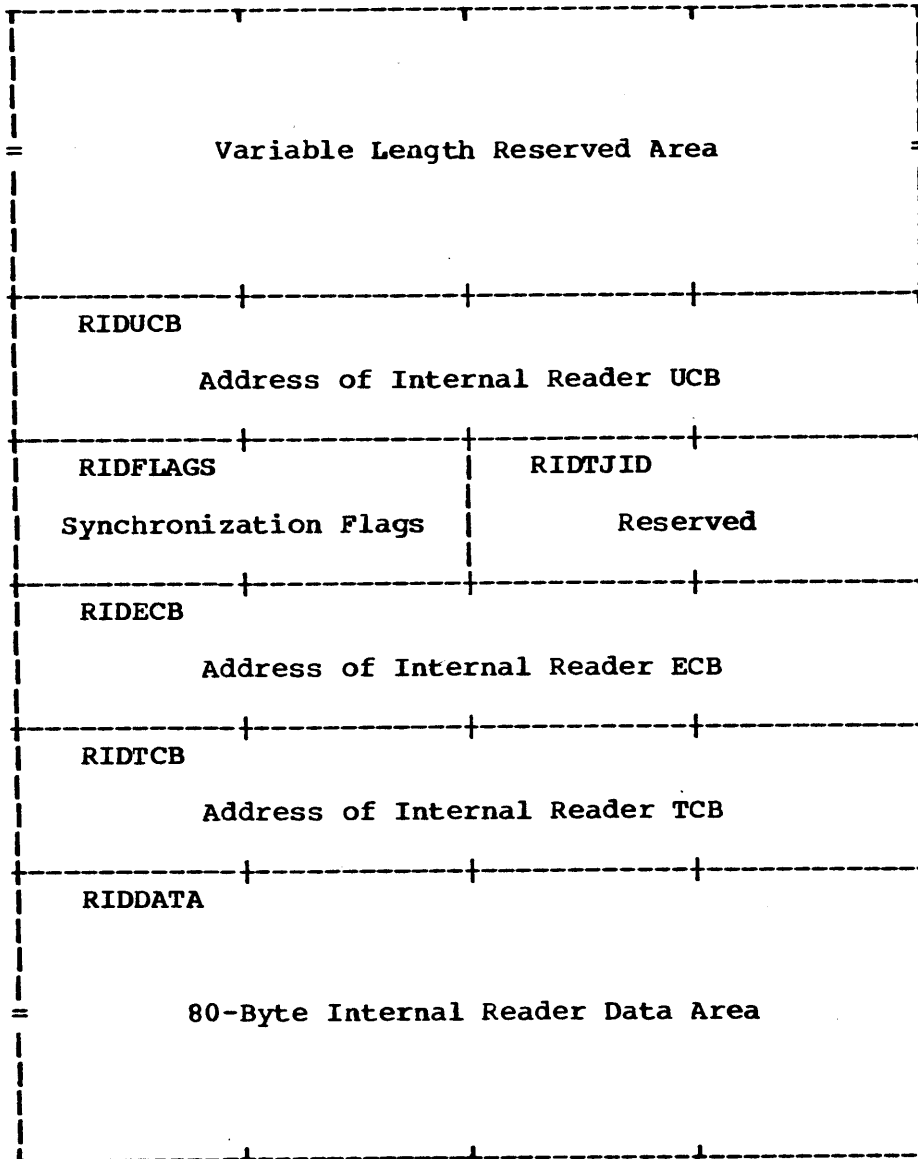 Variable Length Reserved Area
RIDUCB
Address of Internal Reader UCB
RIDFLAGS RIDTJID
Synchronization Flags Reserved
RIDECB
Address of Internal Reader ECB
RIDTCB
Address of Internal Reader TCB
RIDDATA
80-Byte Internal Reader Data Area